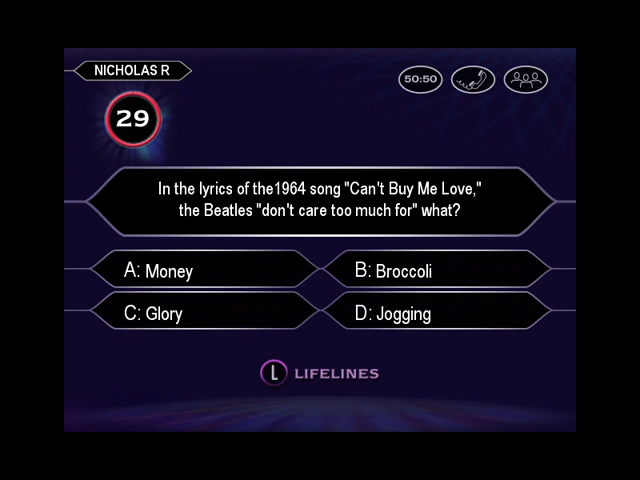 NICHOLAS R
50:50
29
In the lyrics of the1964 song "Can't Buy Me Love,"
the Beatles "don't care too much for" what?
A: Money
B: Broccoli
C: Glory
D: Jogging
L LIFELINES